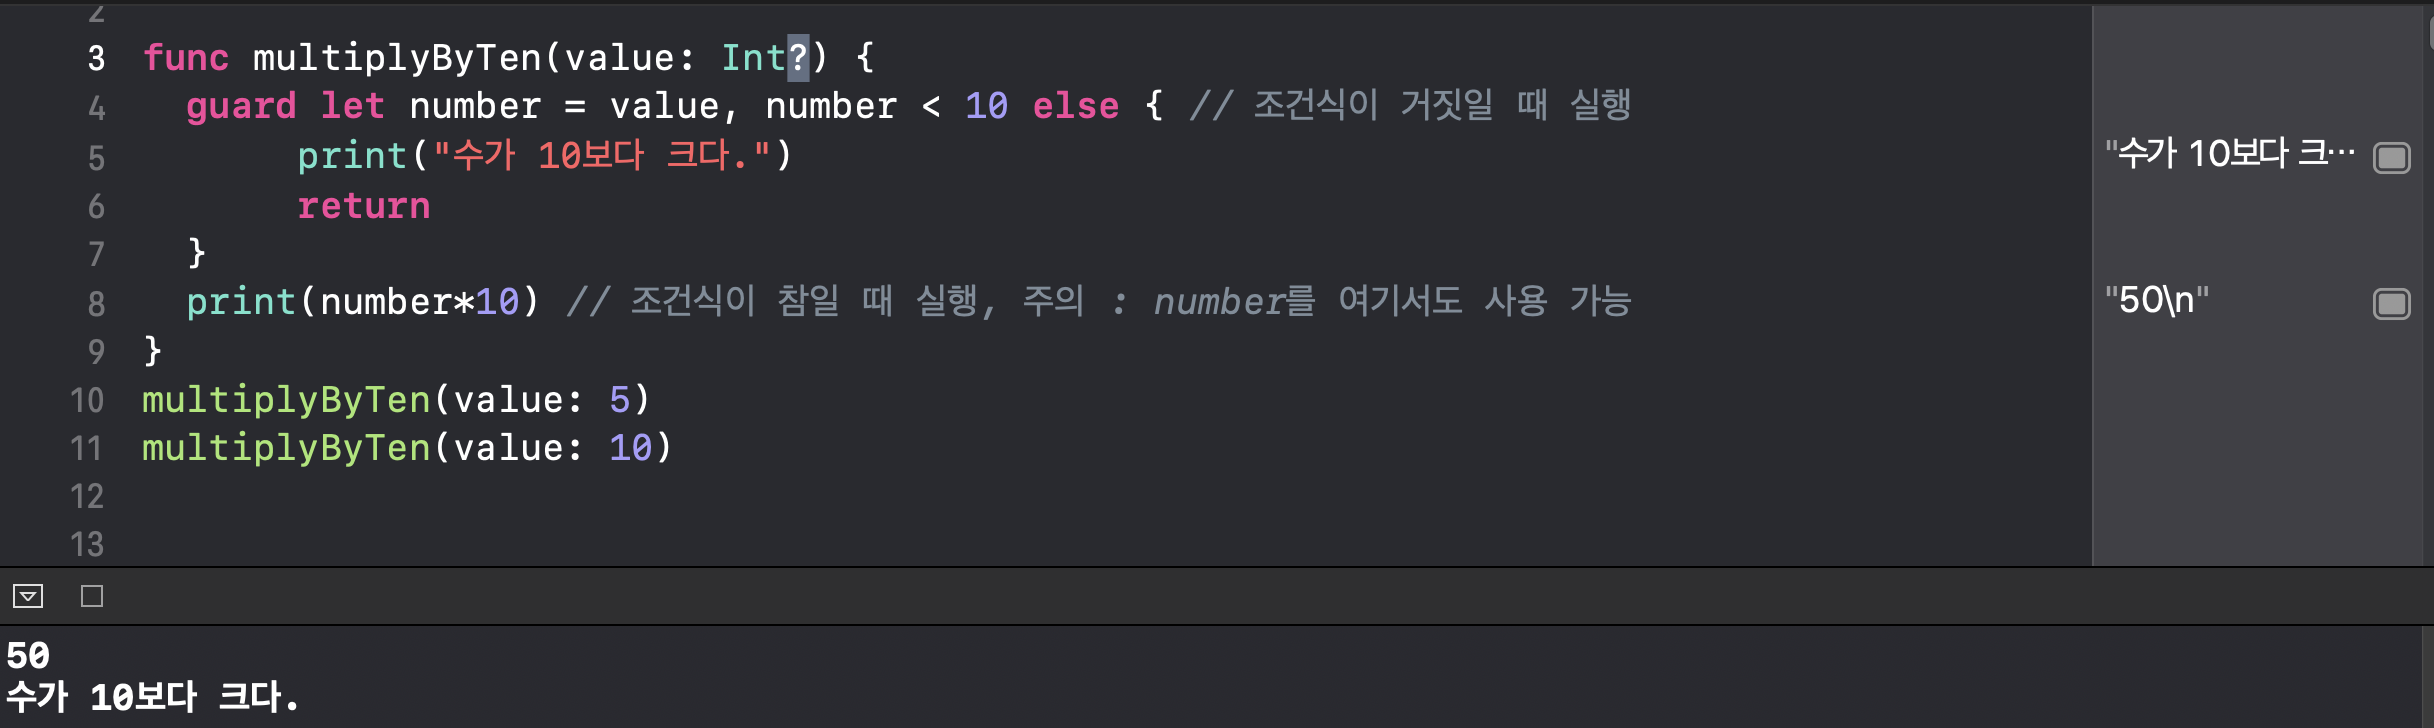 2
3 func multiplyByTen(value: Int?) {
4 guard let number = value, number < 10 else { // 조건식이 거짓일 때 실행
5 print("수가 10보다 크다.")
"수가 10보다 크…
6 return
7 }
8 print(number*10) // 조건식이 참일 때 실행, 주의 : number를 여기서도 사용 가능
"50\n"
9 }
10 multiplyByTen(value: 5)
11 multiplyByTen(value: 10)
12
13
50
수가 10보다 크다.